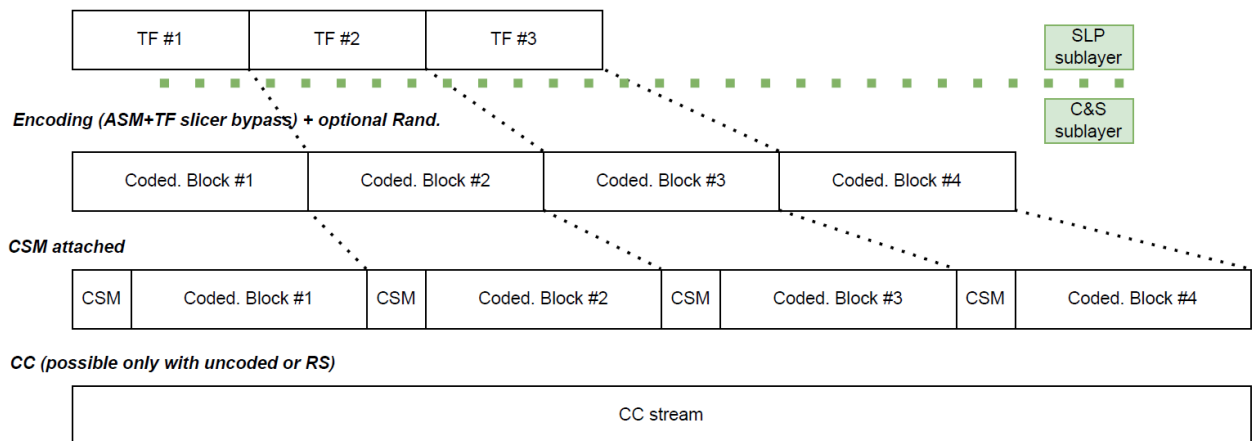 TF #1
TF #2
TF #3
SLP
sublayer
C&S
sublayer
Encoding (ASM+TF slicer bypass) + optional Rand.
Coded. Block #1
Coded. Block #2
Coded. Block #3
Coded. Block #4
CSM attached
CSM
Coded. Block #1
CSM
Coded. Block #2
CSM
Coded. Block #3
CSM
Coded. Block #4
CC (possible only with uncoded or RS)
CC stream